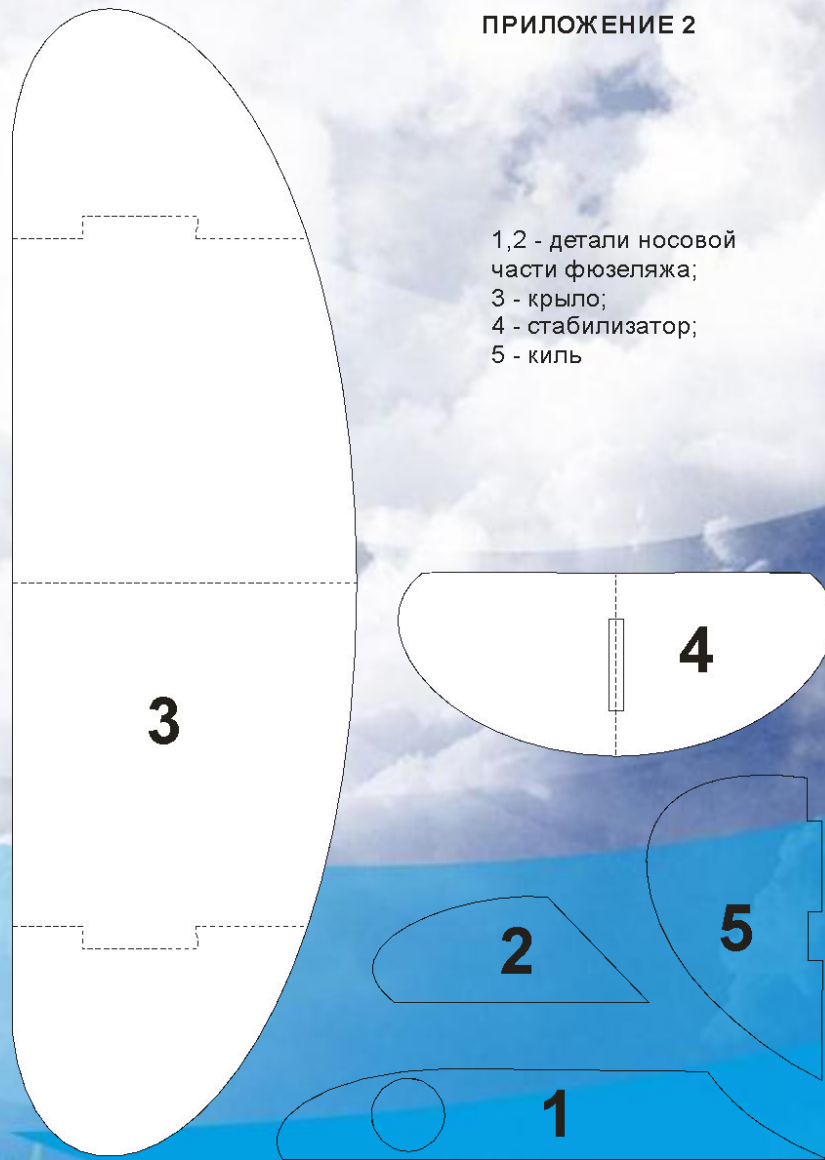 ПРИЛОЖЕНИЕ 2
1,2 - детали носовой
части фюзеляжа;
3 - крыло;
4 - стабилизатор;
5 - киль
4
3
5
2
1